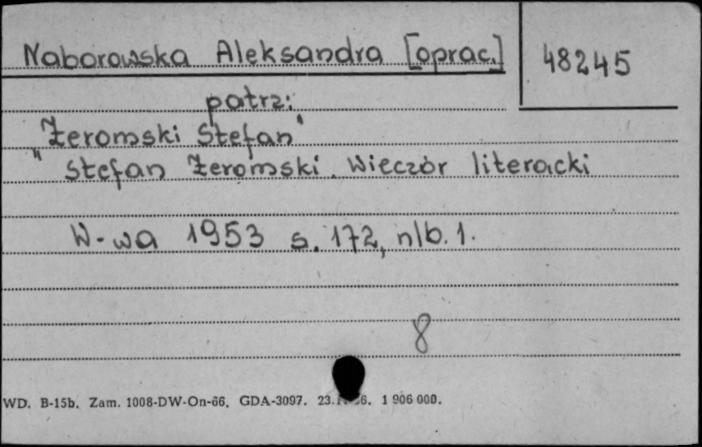 Naborowska Aleksandra [oprac.]
48245
patrz:
"Żeromski Stefan"
Stefan Żeromski. Wieczór literacki
W-wa 1953 s. 172, nlb. 1.
8
WD. B-15b. Zam. 1008-DW-On-66. GDA-3097. 1 906 000.